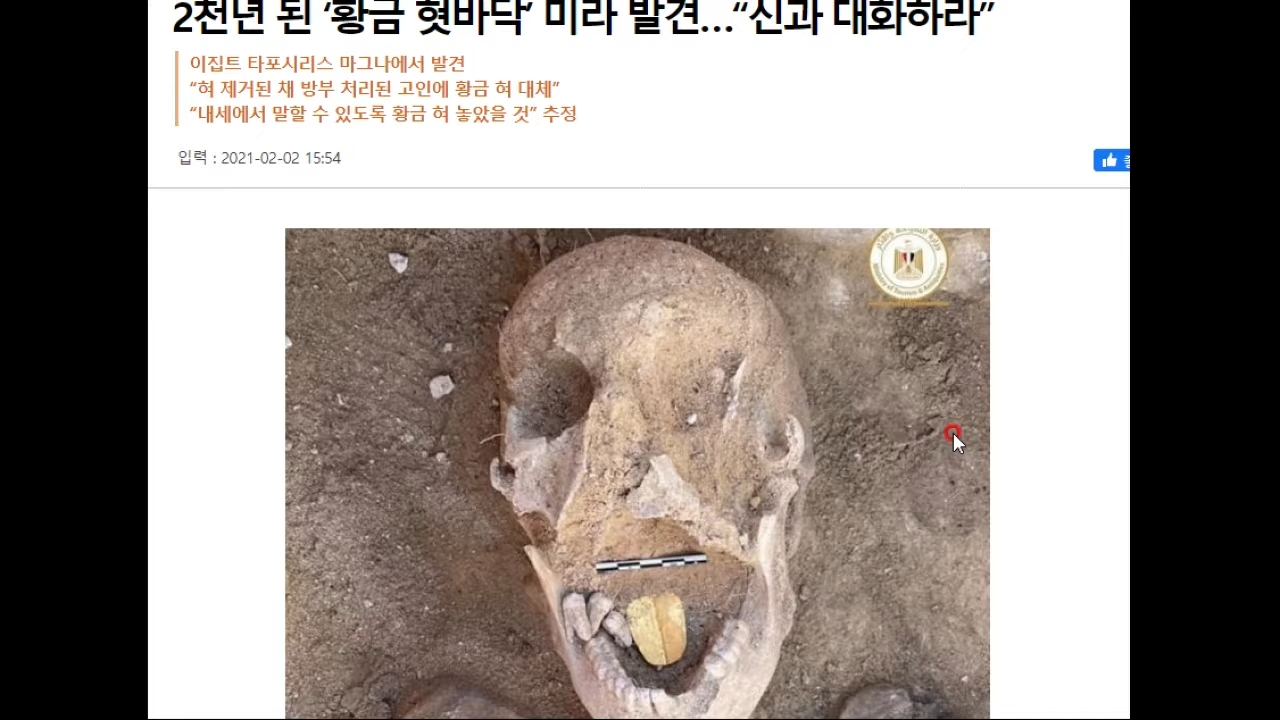 2천년 된 ‘황금 혓바닥’ 미라 발견…“신과 대화하라”
이집트 타포시리스 마그나에서 발견
“혀 제거된 채 방부 처리된 고인에 황금 혀 대체”
“내세에서 말할 수 있도록 황금 혀 놓았을 것” 추정
입력 : 2021-02-02 15:54